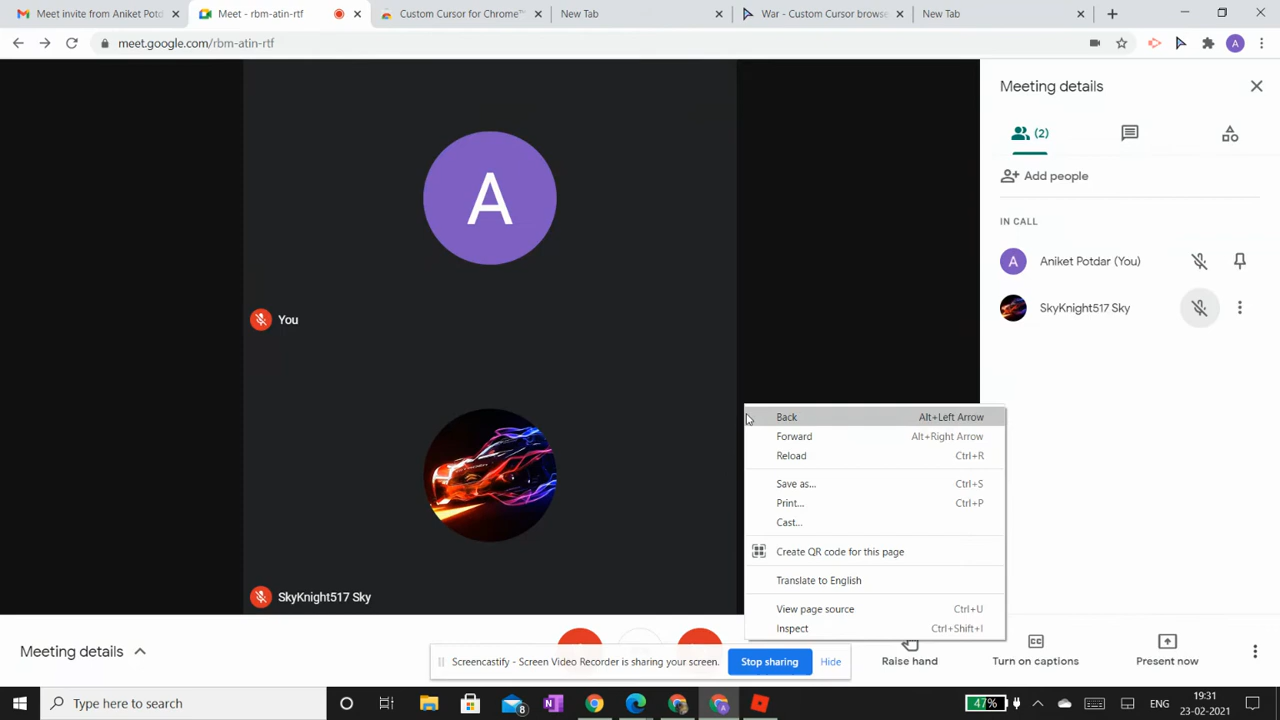 Meet invite from Aniket Potd
Meet - rbm-atin-rtf
Custom Cursor for Chrome™
New Tab
War - Custom Cursor browse
New Tab
meet.google.com/rbm-atin-rtf
A
A
Meeting details
(2)
Add people
IN CALL
A
Aniket Potdar (You)
SkyKnight517 Sky
You
SkyKnight517 Sky
Back Alt+Left Arrow
Forward Alt+Right Arrow
Reload Ctrl+R
Save as... Ctrl+S
Print... Ctrl+P
Cast...
Create QR code for this page
Translate to English
View page source Ctrl+U
Inspect Ctrl+Shift+I
Meeting details
Screencastify - Screen Video Recorder is sharing your screen.
Stop sharing
Hide
Raise hand
Turn on captions
Present now
Type here to search
8
47%
ENG
19:31
23-02-2021